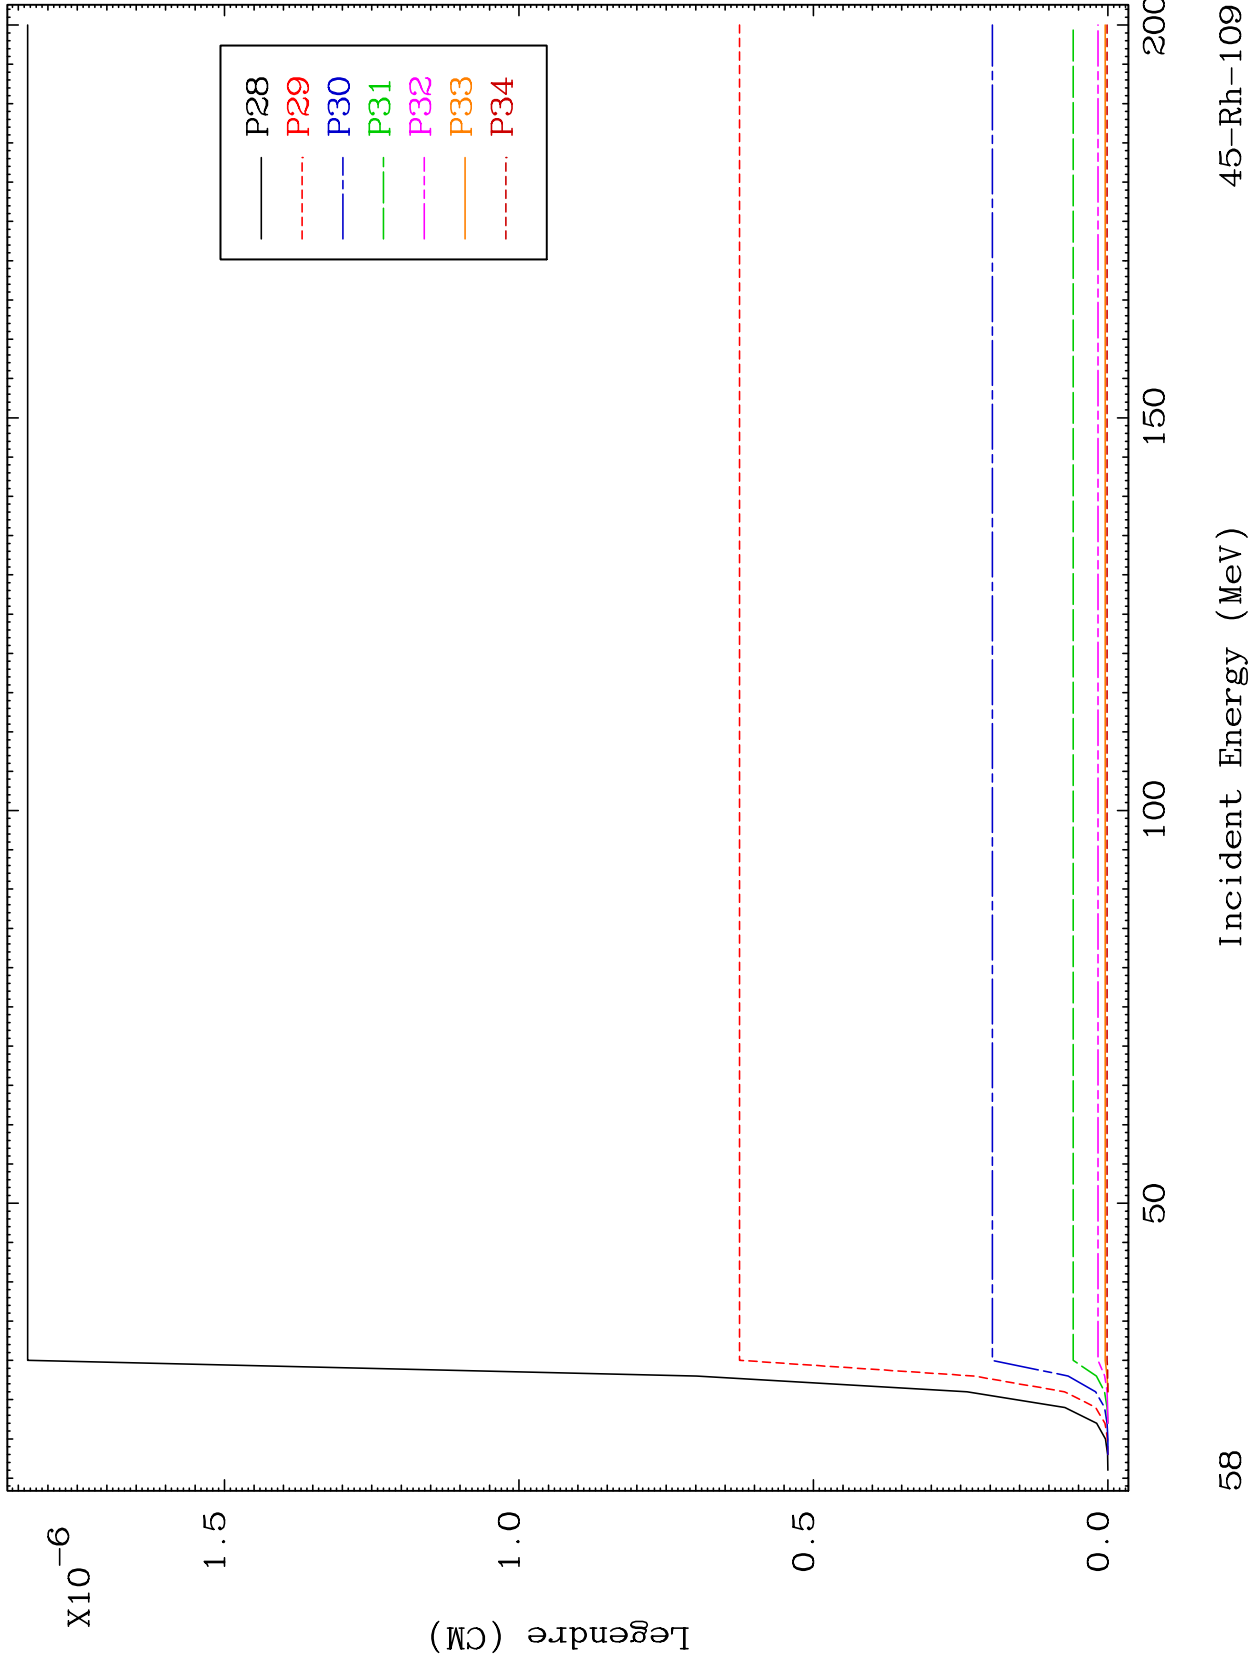 X10-6
1.5
1.0
0.5
0.0
Legendre (CM)
P28
P29
P30
P31
P32
P33
P34
50
100
150
200
Incident Energy (MeV)
58
45-Rh-109